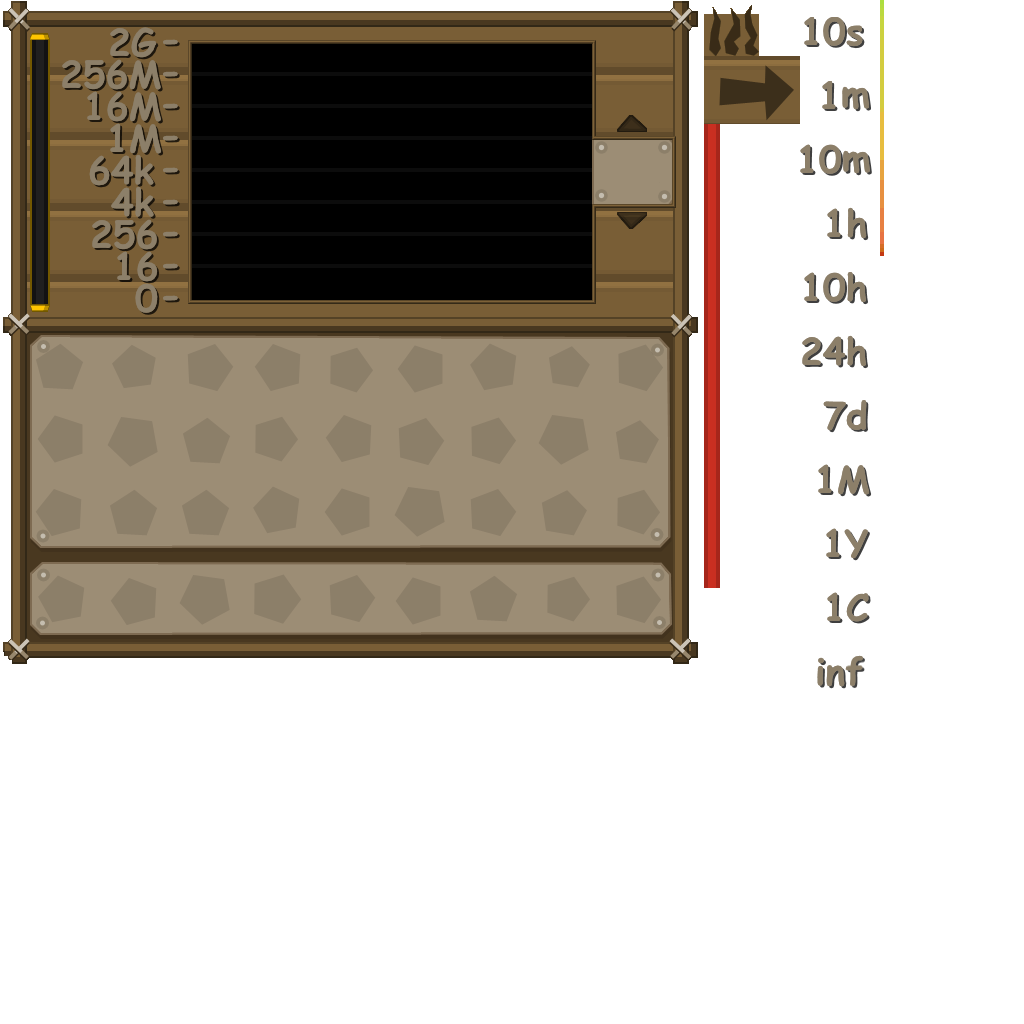 2G-
256M-
16M-
1M-
64k-
4k-
256-
16-
0-
10s
1m
10m
1h
10h
24h
7d
1M
1Y
1C
inf